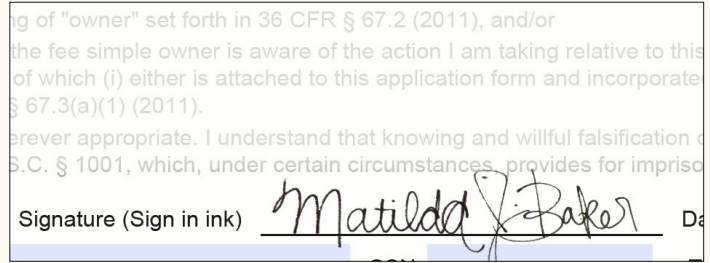 ng of "owner" set forth in 36 CFR § 67.2 (2011), and/or
the fee simple owner is aware of the action I am taking relative to this
of which (i) either is attached to this application form and incorporate
§ 67.3(a)(1) (2011).
erever appropriate. I understand that knowing and willful falsification
S.C. § 1001, which, under certain circumstances, provides for impriso
Signature (Sign in ink) Matilda J. Baker Da